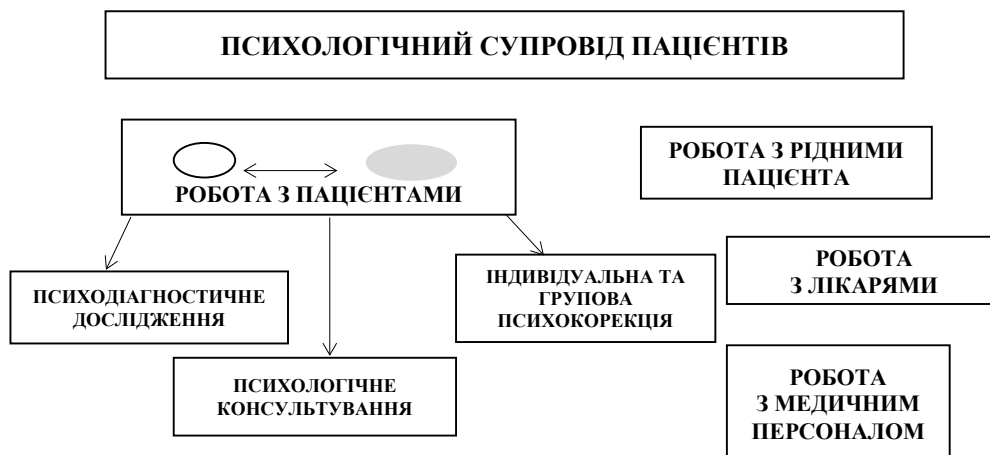 ПСИХОЛОГІЧНИЙ СУПРОВІД ПАЦІЄНТІВ
РОБОТА З ПАЦІЄНТАМИ
РОБОТА З РІДНИМИ
ПАЦІЄНТА
ПСИХОДІАГНОСТИЧНЕ
ДОСЛІДЖЕННЯ
ІНДИВІДУАЛЬНА ТА
ГРУПОВА
ПСИХОКОРЕКЦІЯ
РОБОТА
З ЛІКАРЯМИ
ПСИХОЛОГІЧНЕ
КОНСУЛЬТУВАННЯ
РОБОТА
З МЕДИЧНИМ
ПЕРСОНАЛОМ